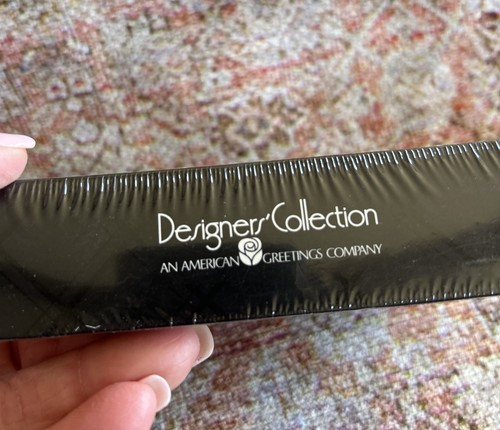 Designers' Collection
AN AMERICAN GREETINGS COMPANY